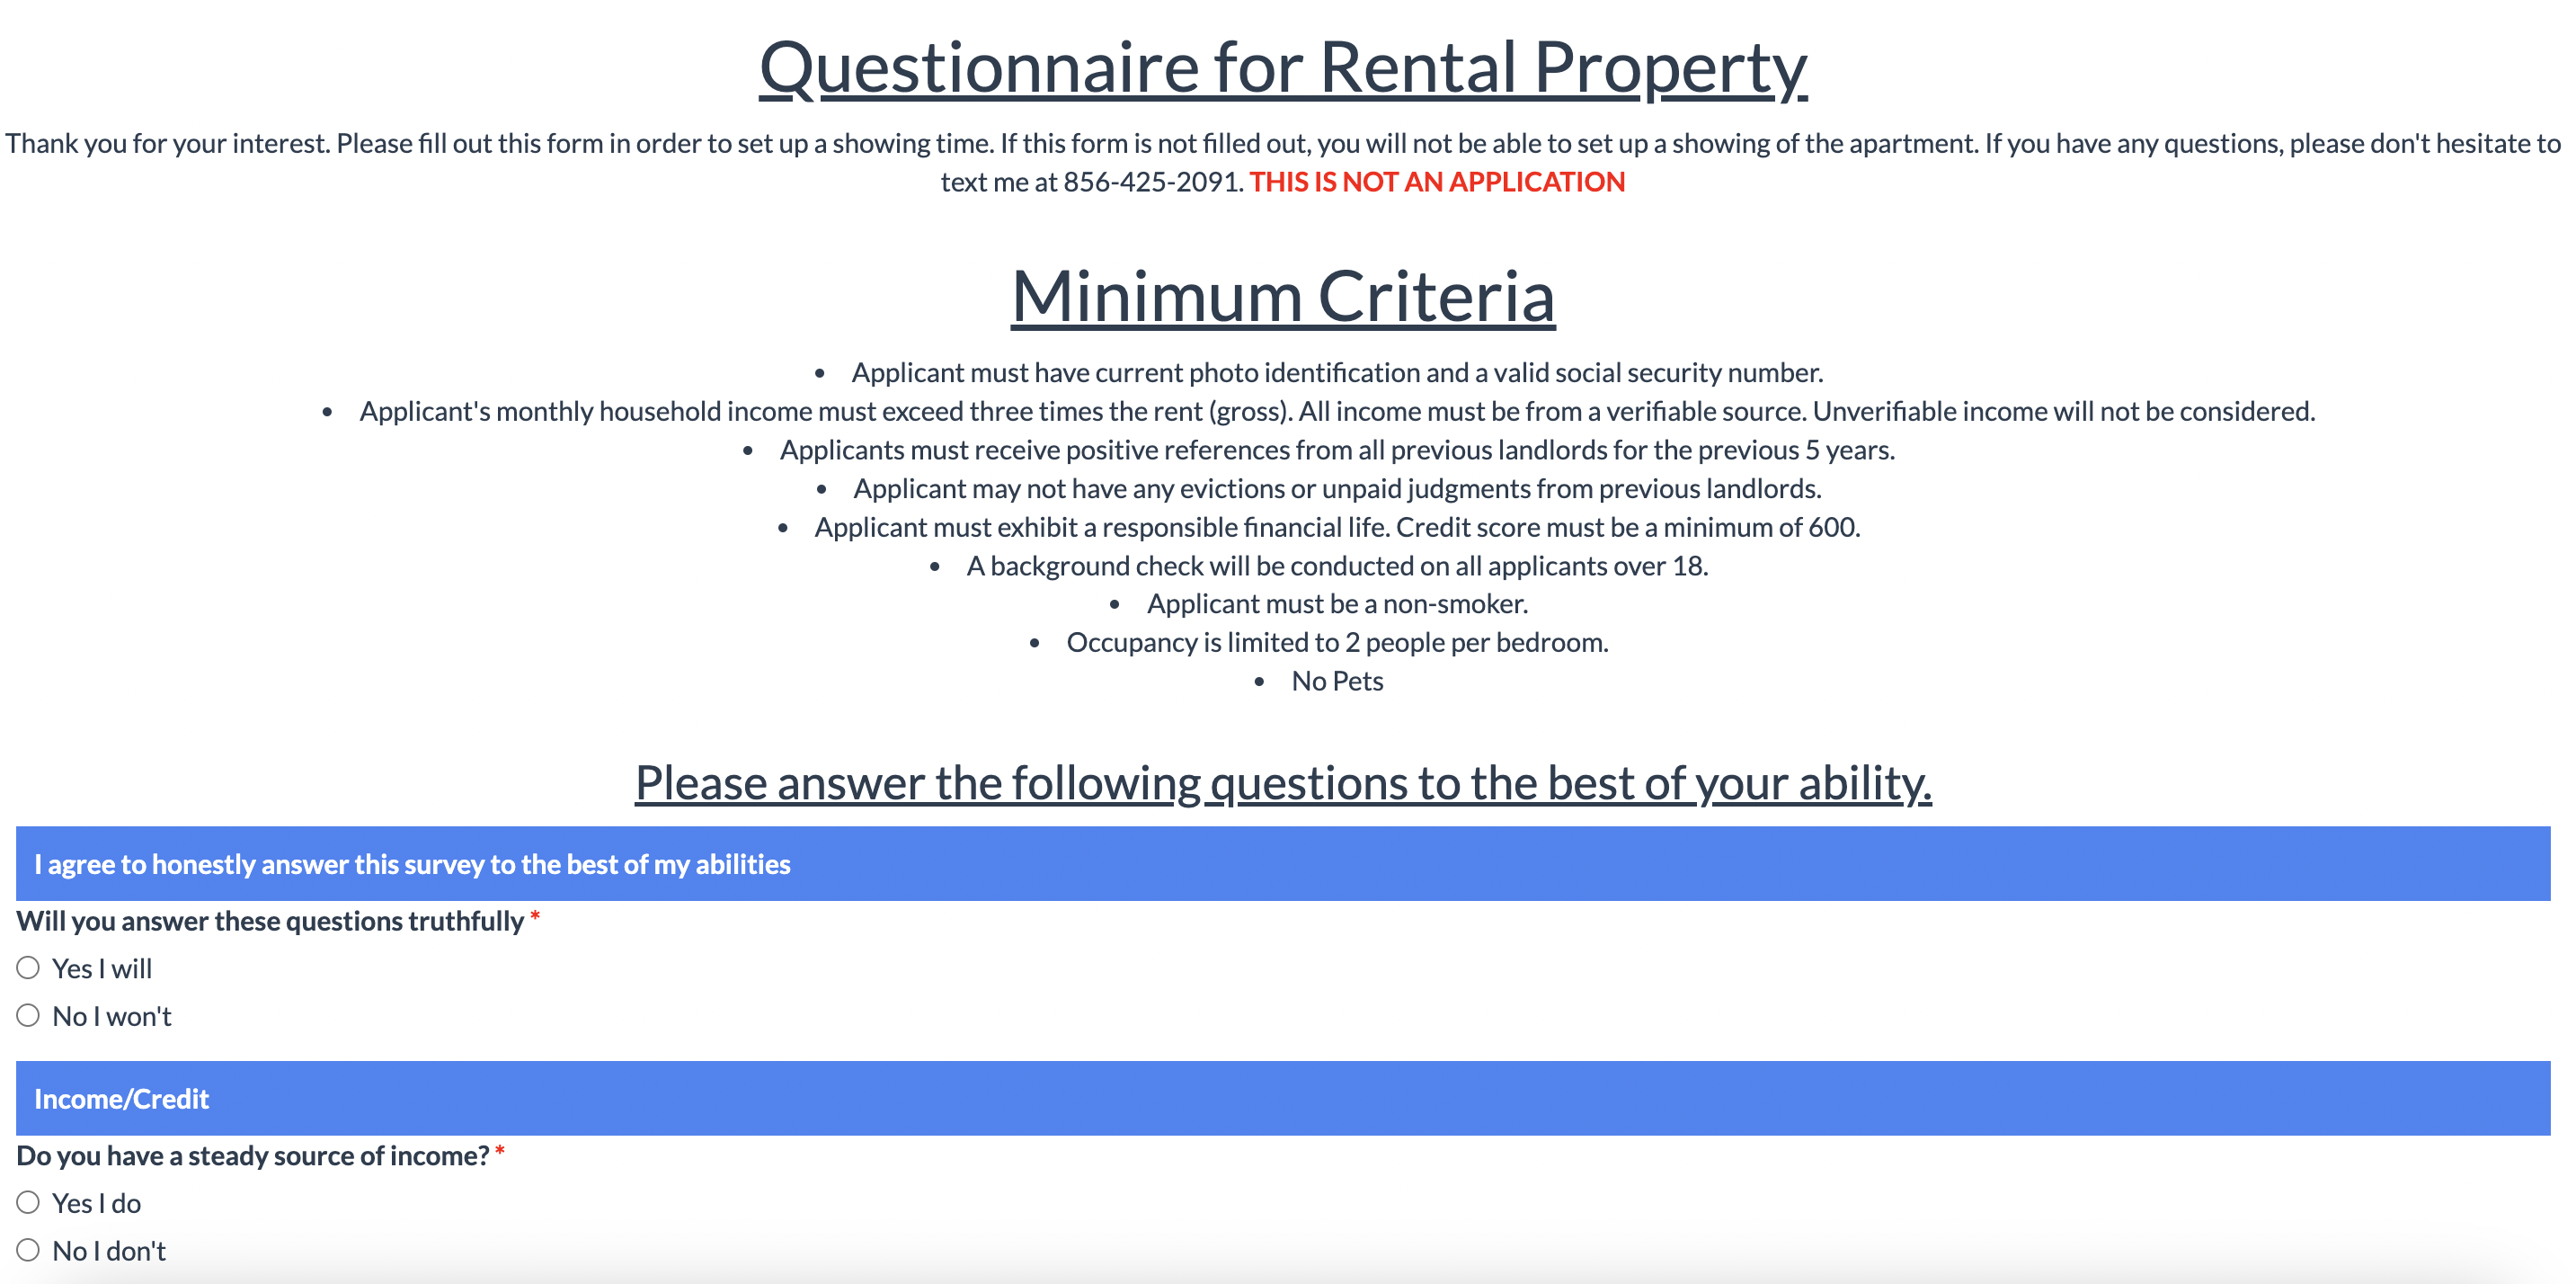 Questionnaire for Rental Property
Thank you for your interest. Please fill out this form in order to set up a showing time. If this form is not filled out, you will not be able to set up a showing of the apartment. If you have any questions, please don't hesitate to
text me at 856-425-2091. THIS IS NOT AN APPLICATION
Minimum Criteria
• Applicant must have current photo identification and a valid social security number.
• Applicant's monthly household income must exceed three times the rent (gross). All income must be from a verifiable source. Unverifiable income will not be considered.
• Applicants must receive positive references from all previous landlords for the previous 5 years.
• Applicant may not have any evictions or unpaid judgments from previous landlords.
• Applicant must exhibit a responsible financial life. Credit score must be a minimum of 600.
• A background check will be conducted on all applicants over 18.
• Applicant must be a non-smoker.
• Occupancy is limited to 2 people per bedroom.
• No Pets
Please answer the following questions to the best of your ability.
I agree to honestly answer this survey to the best of my abilities
Will you answer these questions truthfully *
Yes I will
No I won't
Income/Credit
Do you have a steady source of income? *
Yes I do
No I don't